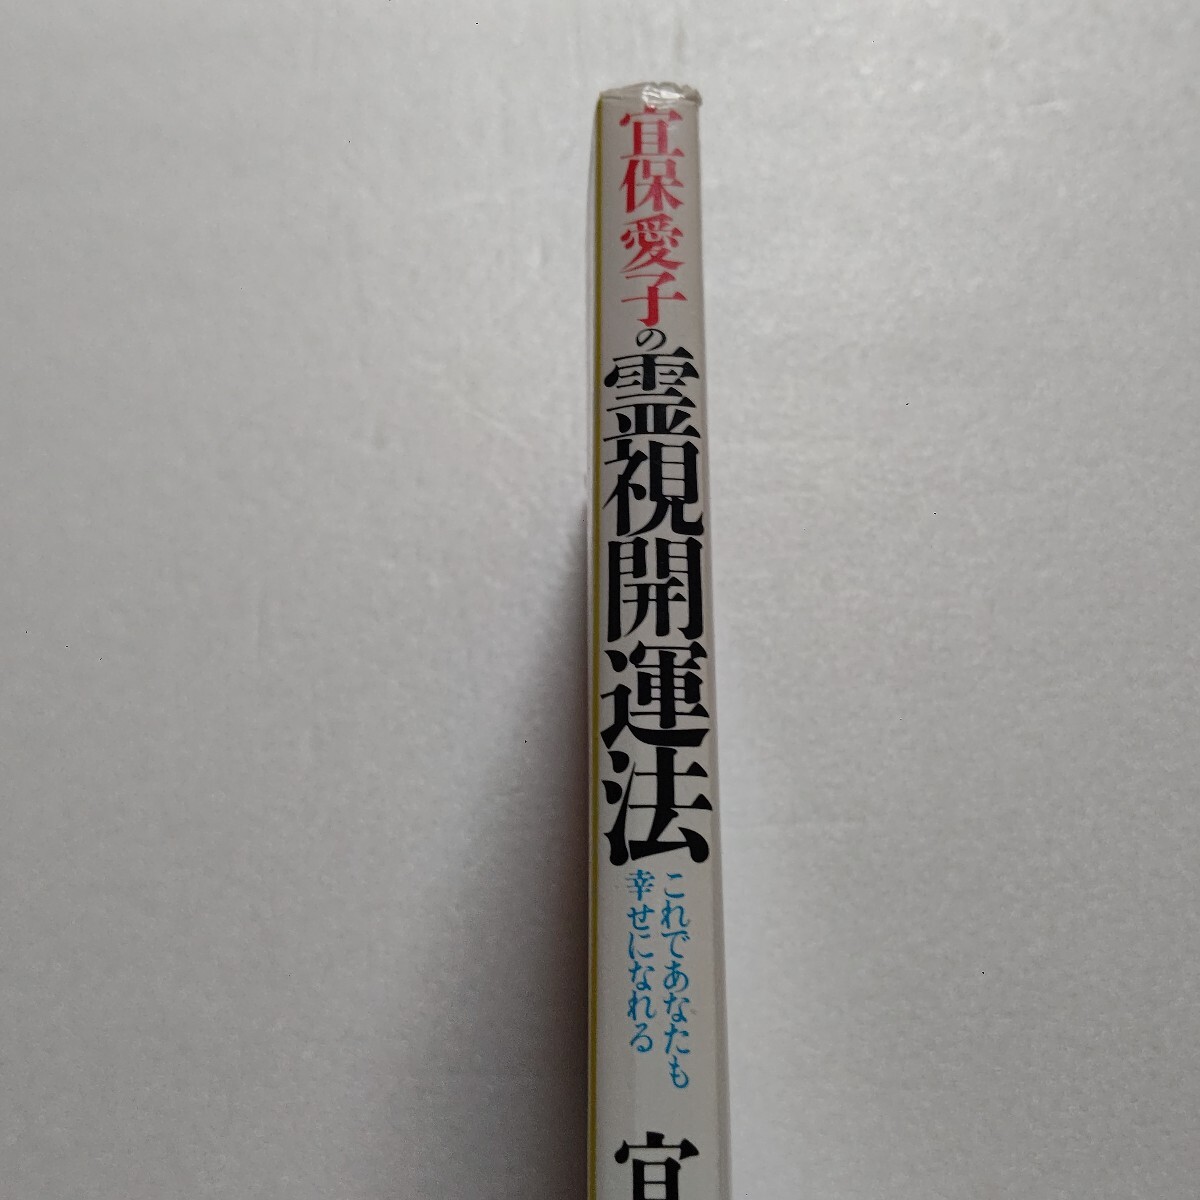 宜保愛子の霊視開運法
これであなたも
幸せになれる
宜